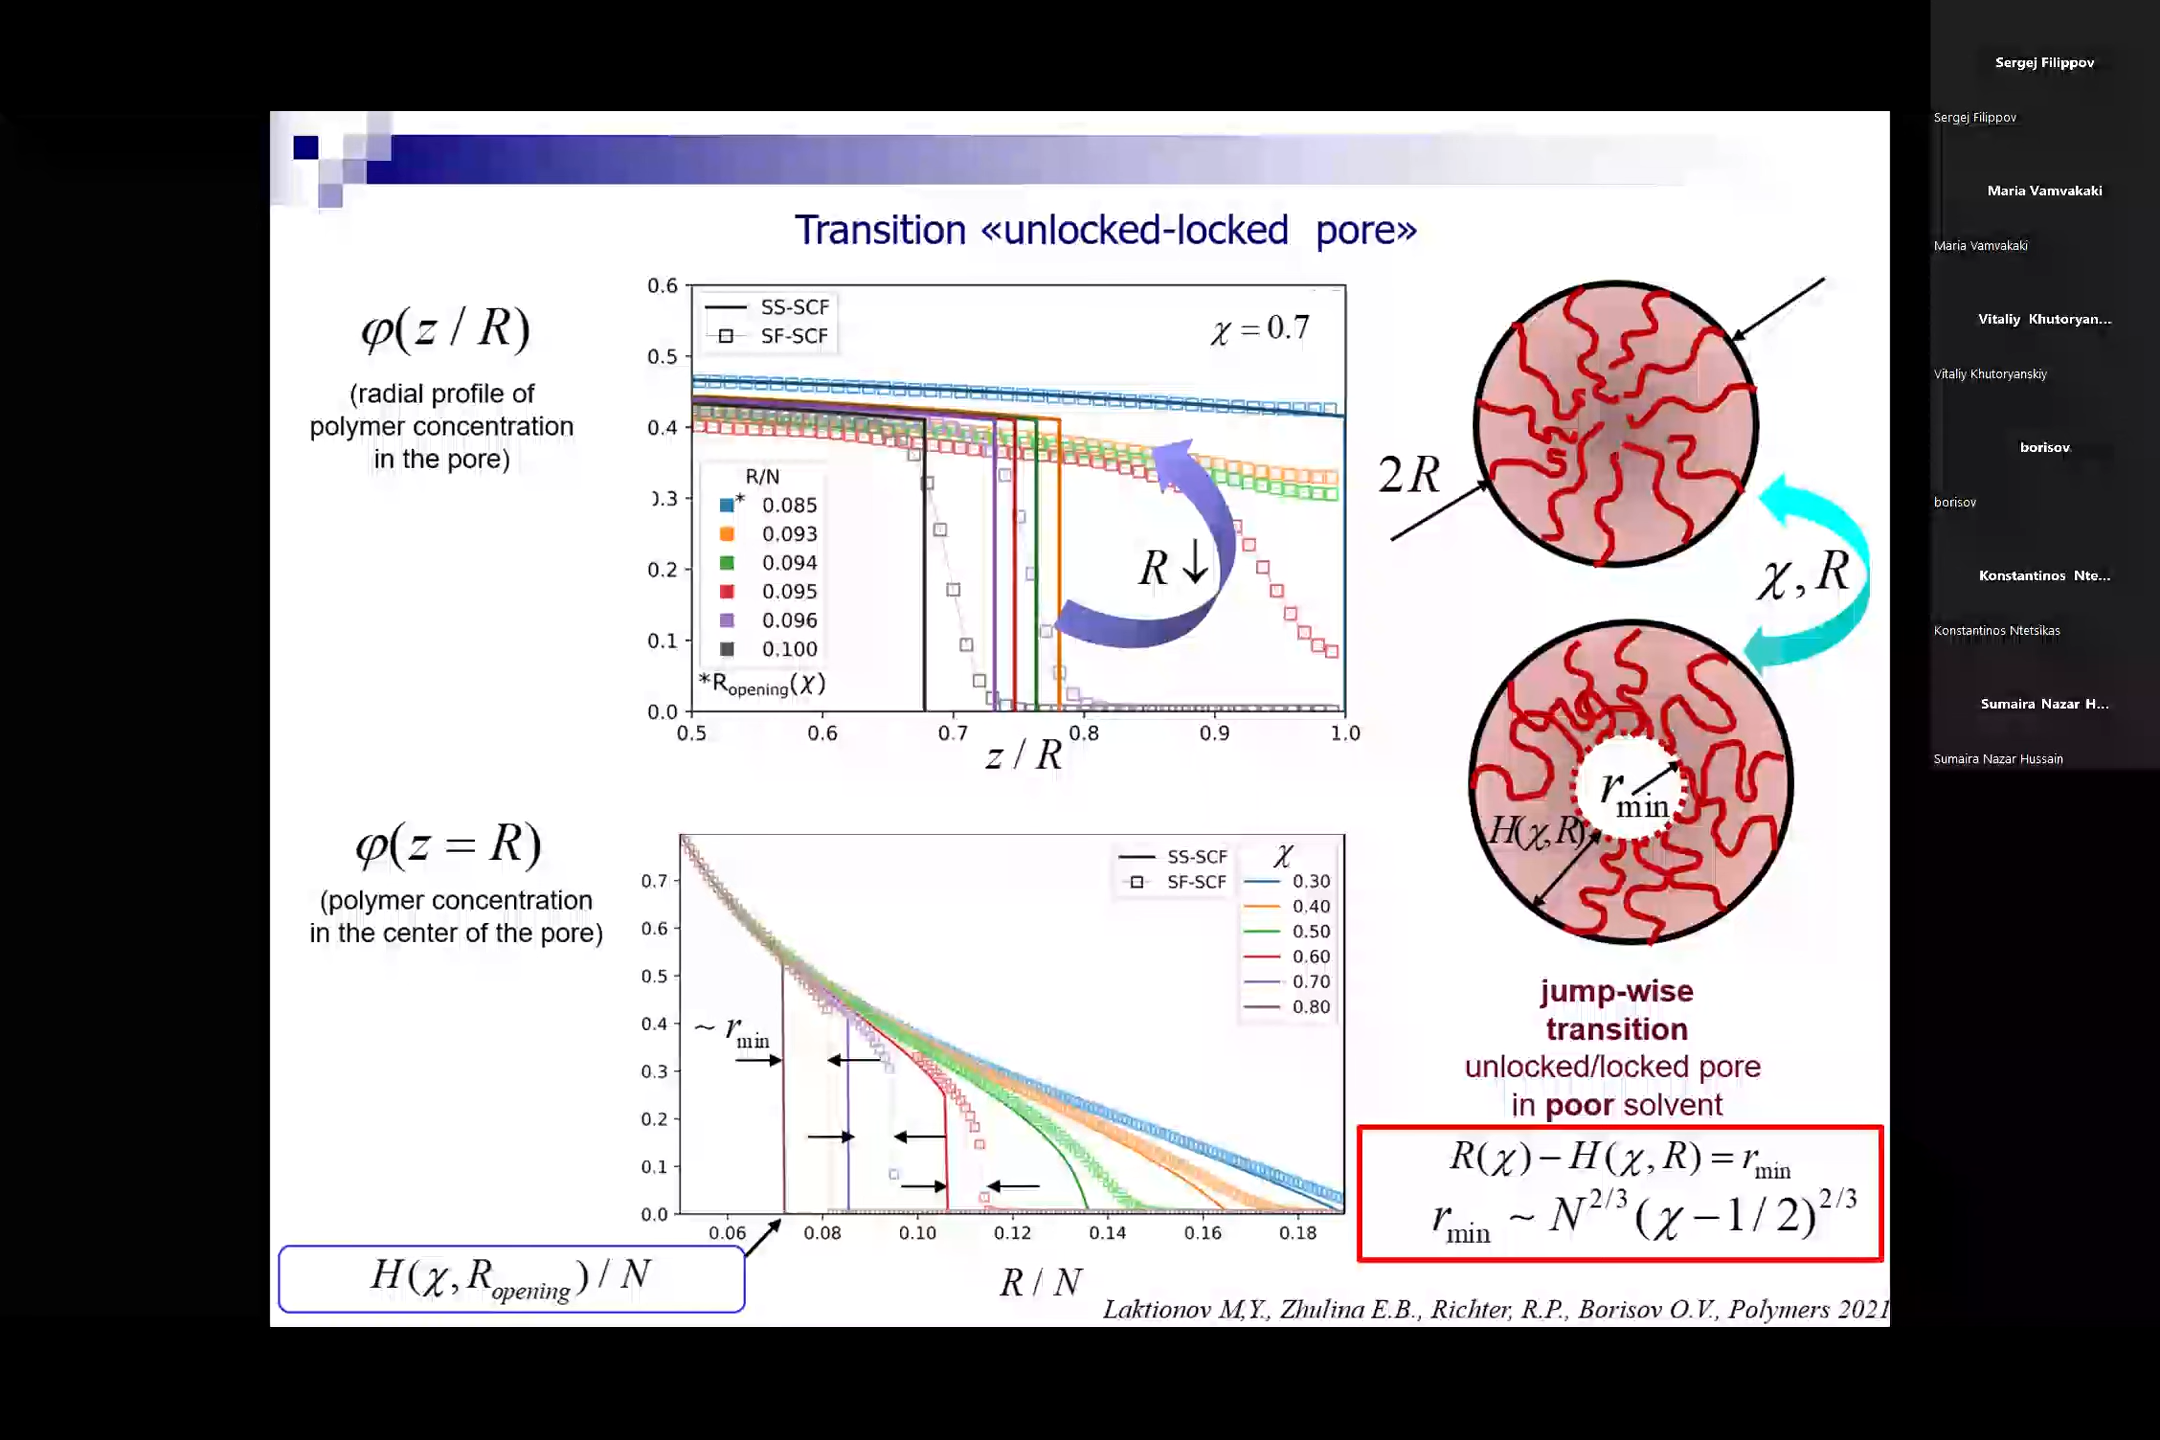 Transition «unlocked-locked pore»
φ(z / R)
(radial profile of
polymer concentration
in the pore)
0.6
0.5
0.4
0.3
0.2
0.1
0.0
SS-SCF
SF-SCF
χ = 0.7
R/N
* 0.085
0.093
0.094
0.095
0.096
0.100
*Ropening(χ)
R ↓
0.5 0.6 0.7 0.8 0.9 1.0
z / R
2R
χ, R
rmin
H(χ,R)
φ(z = R)
(polymer concentration
in the center of the pore)
0.7
0.6
0.5
0.4
0.3
0.2
0.1
0.0
~ rmin
SS-SCF
SF-SCF
χ
0.30
0.40
0.50
0.60
0.70
0.80
0.06 0.08 0.10 0.12 0.14 0.16 0.18
R / N
H(χ, Ropening) / N
jump-wise
transition
unlocked/locked pore
in poor solvent
R(χ) − H(χ, R) = rmin
rmin ~ N^2/3 (χ − 1/2)^2/3
Laktionov M,Y., Zhulina E.B., Richter, R.P., Borisov O.V., Polymers 2021
Sergej Filippov
Sergej Filippov
Maria Vamvakaki
Maria Vamvakaki
Vitaliy Khutoryan...
Vitaliy Khutoryanskiy
borisov
borisov
Konstantinos Nte...
Konstantinos Ntetsikas
Sumaira Nazar H...
Sumaira Nazar Hussain